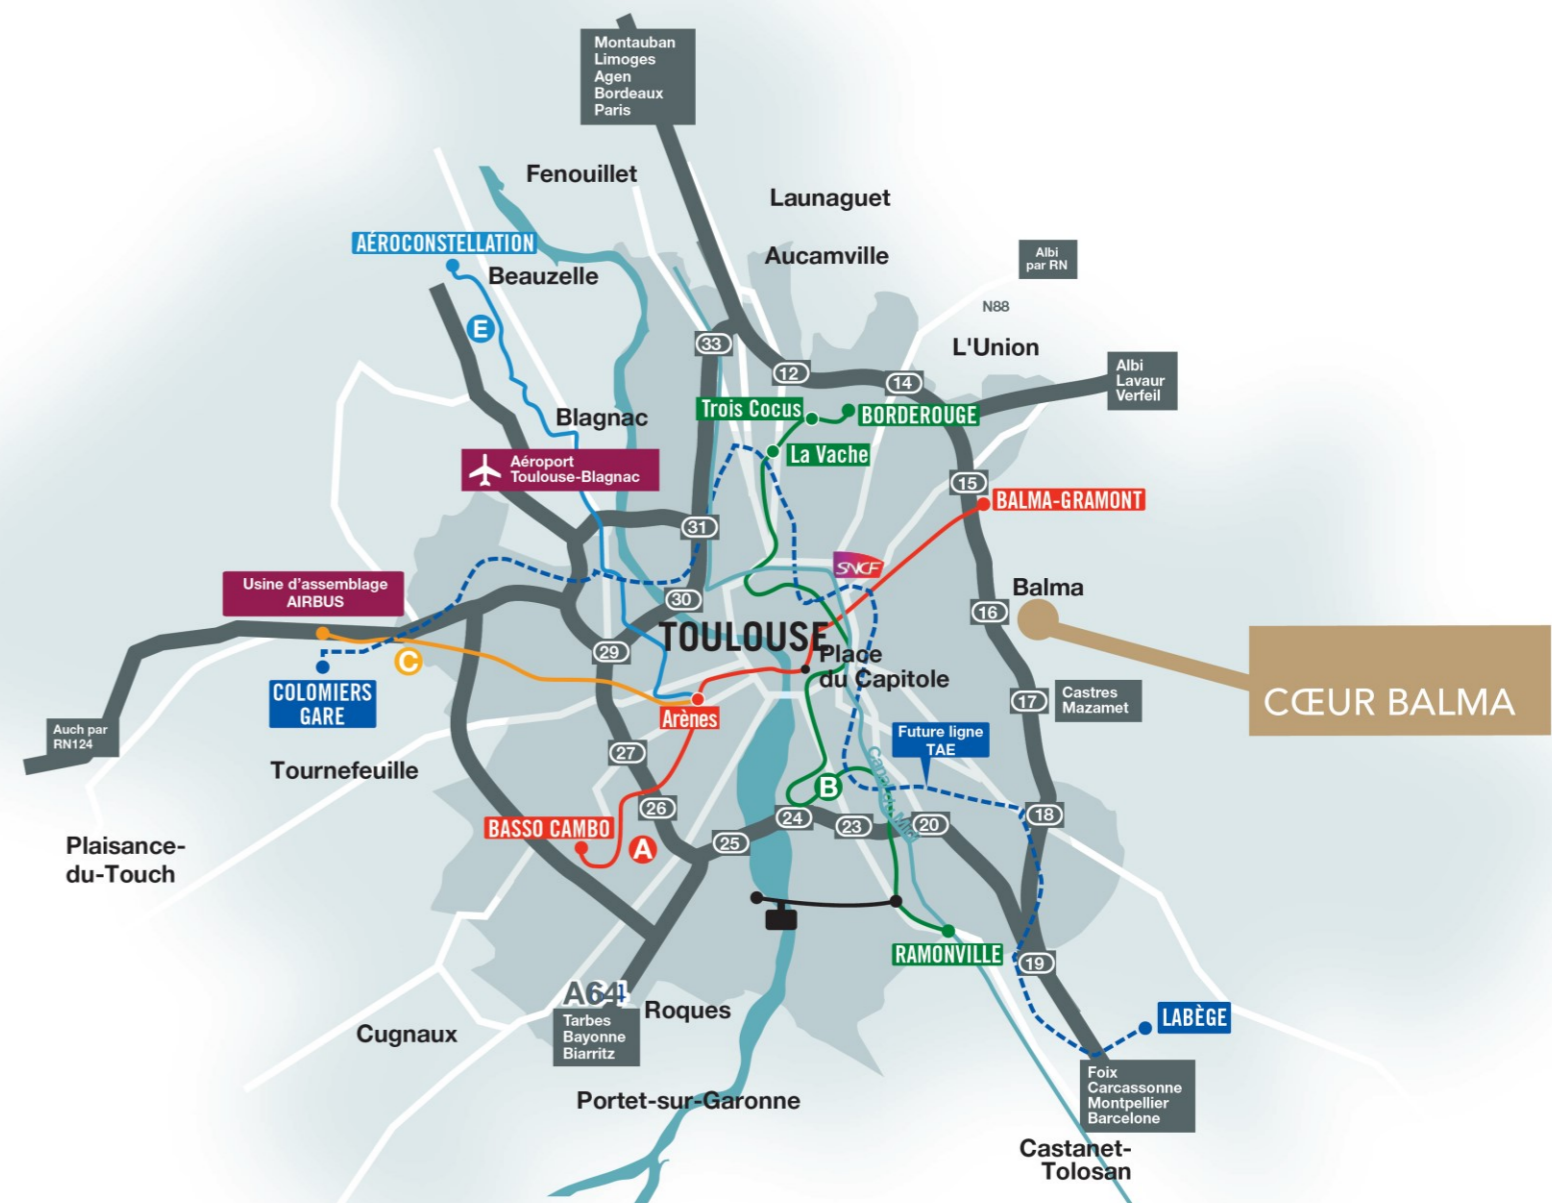 Montauban
Limoges
Agen
Bordeaux
Paris
Fenouillet
Launaguet
AÉROCONSTELLATION
Aucamville
Albi
par RN
Beauzelle
N88
E
33
L'Union
12
14
Albi
Lavaur
Verfeil
Blagnac
Trois Cocus
BORDEROUGE
La Vache
Aéroport
Toulouse-Blagnac
15
BALMA-GRAMONT
31
SNCF
Usine d'assemblage
AIRBUS
30
Balma
16
TOULOUSE
29
C
Place
du Capitole
COLOMIERS
GARE
17
Castres
Mazamet
CŒUR BALMA
Arènes
Auch par
RN124
Future ligne
TAE
27
Tournefeuille
Canal du Midi
B
26
24
18
BASSO CAMBO
A
25
23
20
Plaisance-
du-Touch
RAMONVILLE
19
A64
Roques
LABÈGE
Tarbes
Bayonne
Biarritz
Cugnaux
Foix
Carcassonne
Montpellier
Barcelone
Portet-sur-Garonne
Castanet-
Tolosan